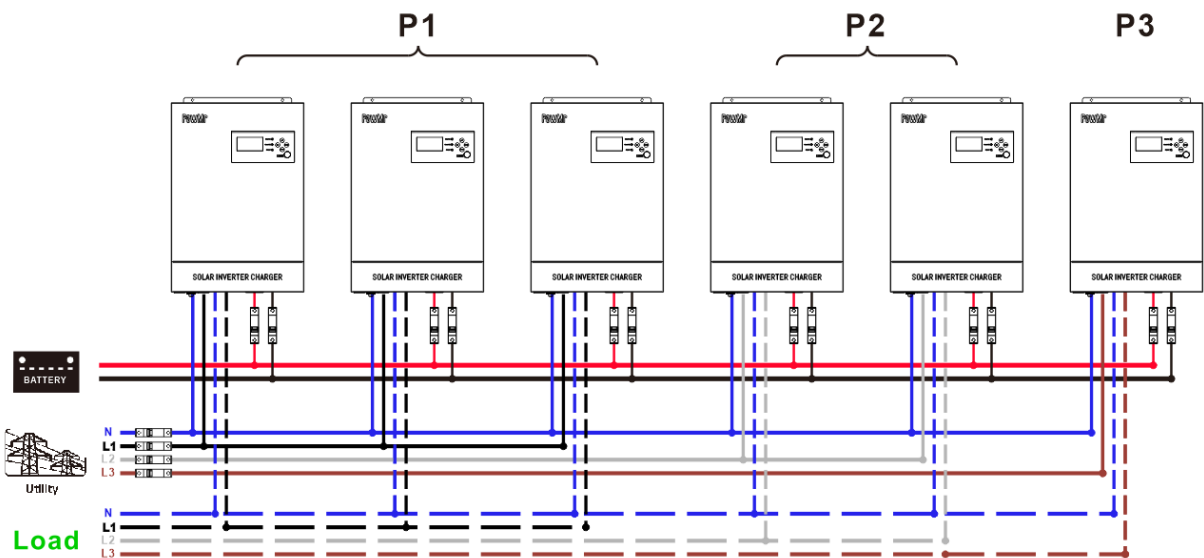 P1
P2
P3
PowMr
PowMr
PowMr
PowMr
PowMr
PowMr
SOLAR INVERTER CHARGER
SOLAR INVERTER CHARGER
SOLAR INVERTER CHARGER
SOLAR INVERTER CHARGER
SOLAR INVERTER CHARGER
SOLAR INVERTER CHARGER
BATTERY
N
L1
L2
L3
Utility
N
L1
L2
L3
Load